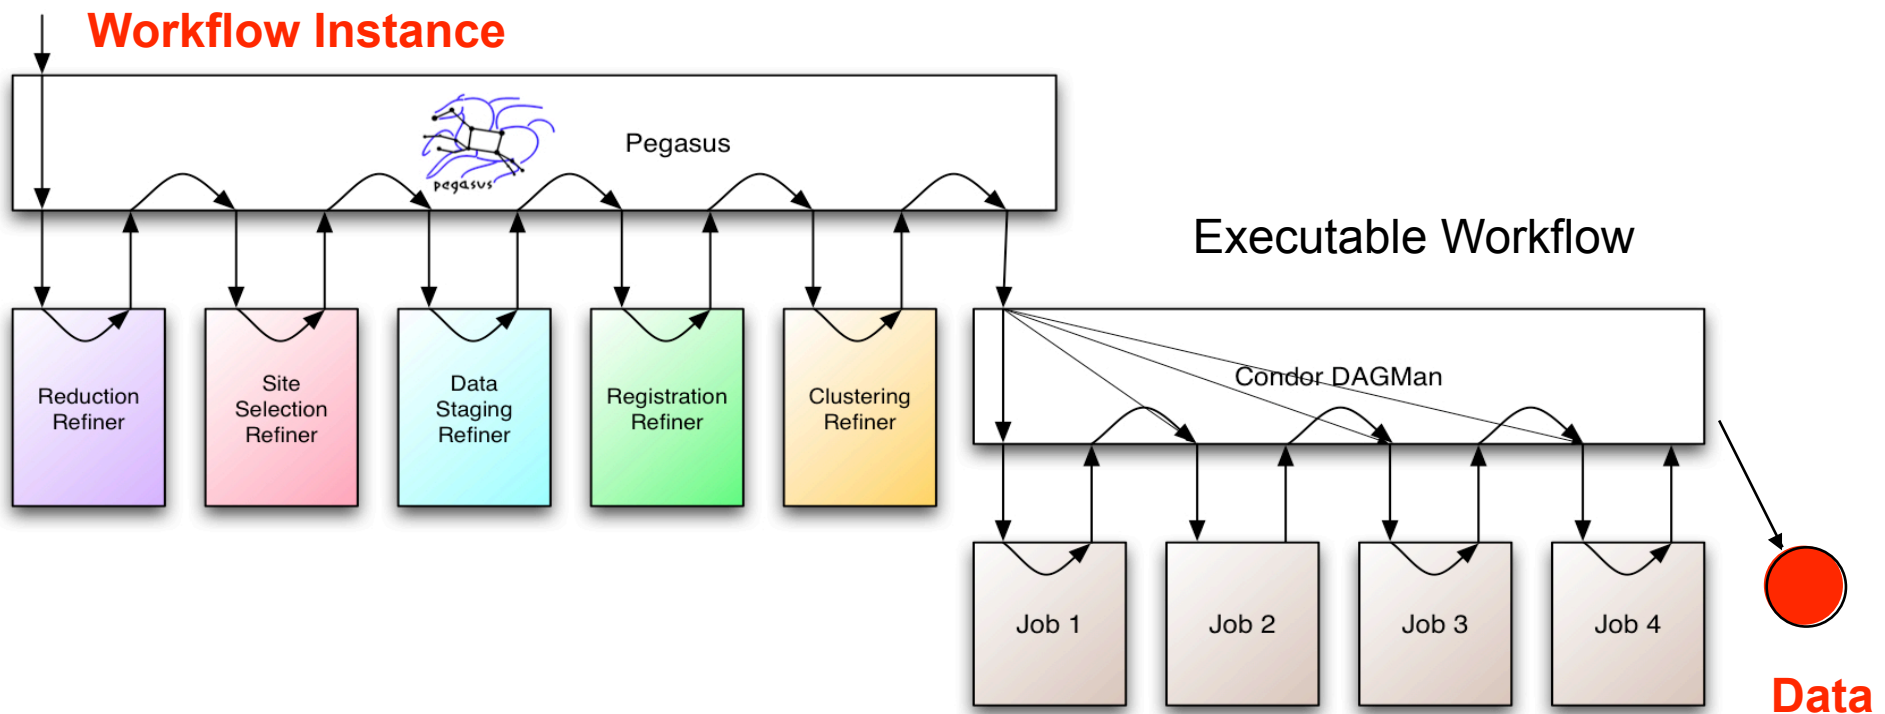 Workflow Instance
pegasus
Pegasus
Executable Workflow
Reduction
Refiner
Site
Selection
Refiner
Data
Staging
Refiner
Registration
Refiner
Clustering
Refiner
Condor DAGMan
Job 1
Job 2
Job 3
Job 4
Data